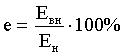 e = Eвн / Eн · 100%